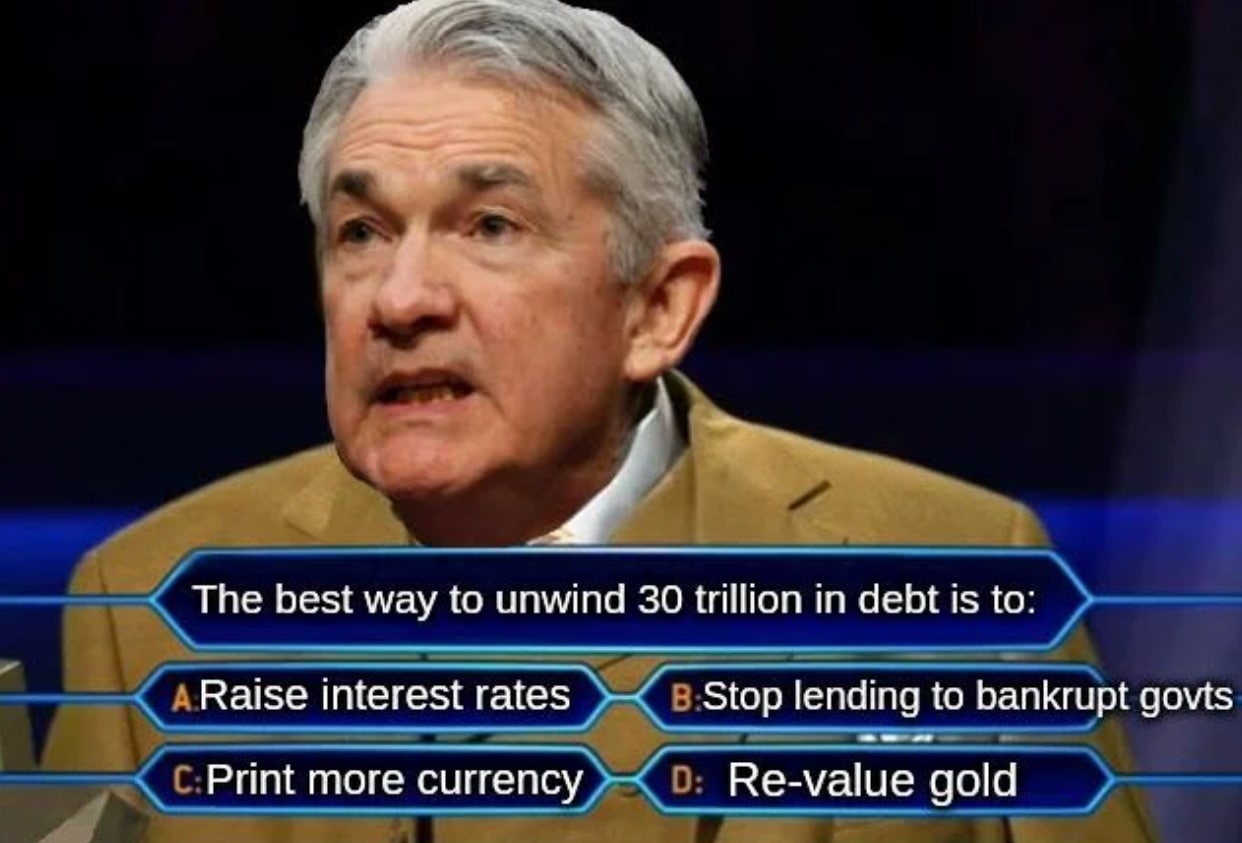 The best way to unwind 30 trillion in debt is to:
A:Raise interest rates
B:Stop lending to bankrupt govts
C:Print more currency
D: Re-value gold